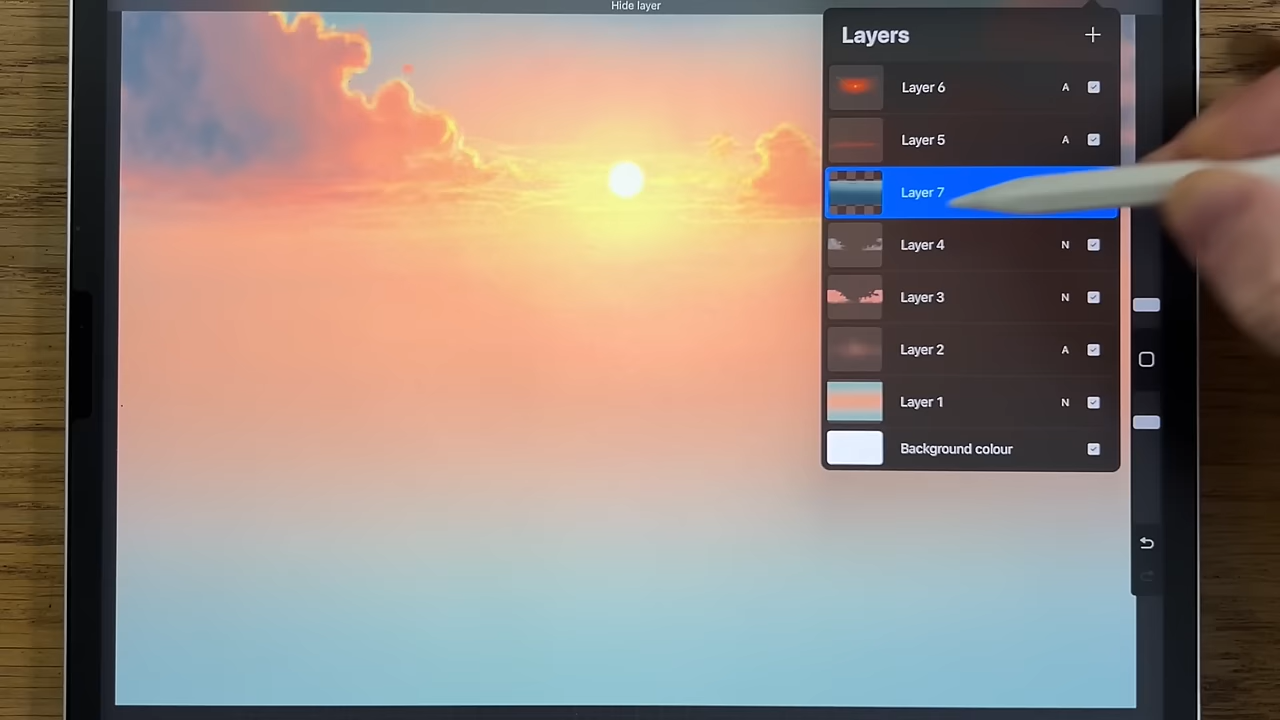 Hide layer
Layers +
Layer 6 A
Layer 5 A
Layer 7
Layer 4 N
Layer 3 N
Layer 2 A
Layer 1 N
Background colour